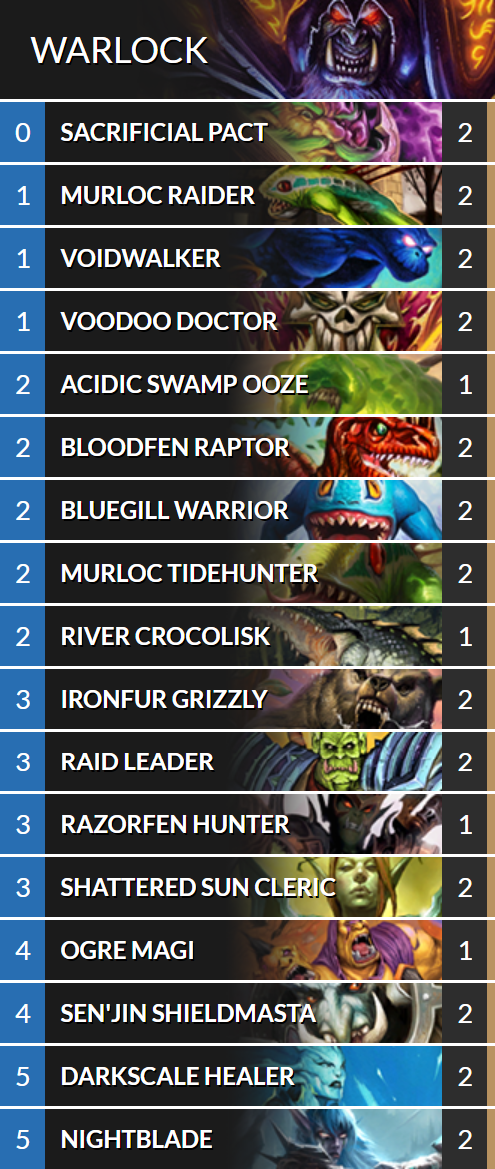 WARLOCK
0 SACRIFICIAL PACT 2
1 MURLOC RAIDER 2
1 VOIDWALKER 2
1 VOODOO DOCTOR 2
2 ACIDIC SWAMP OOZE 1
2 BLOODFEN RAPTOR 2
2 BLUEGILL WARRIOR 2
2 MURLOC TIDEHUNTER 2
2 RIVER CROCOLISK 1
3 IRONFUR GRIZZLY 2
3 RAID LEADER 2
3 RAZORFEN HUNTER 1
3 SHATTERED SUN CLERIC 2
4 OGRE MAGI 1
4 SEN'JIN SHIELDMASTA 2
5 DARKSCALE HEALER 2
5 NIGHTBLADE 2